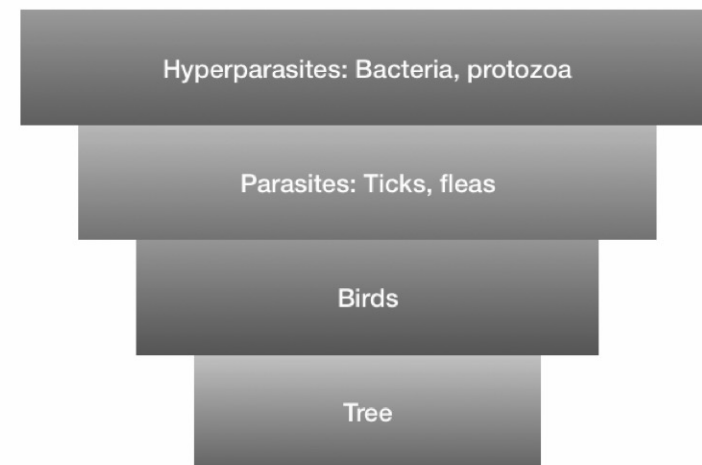 Hyperparasites: Bacteria, protozoa
Parasites: Ticks, fleas
Birds
Tree